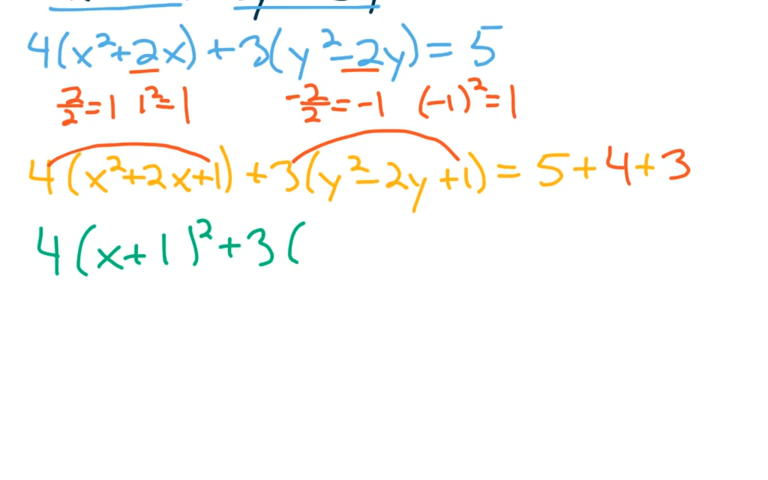 4(x²+2x)+3(y²-2y)=5
2/2=1 1²=1 -2/2=-1 (-1)²=1
4(x²+2x+1)+3(y²-2y+1)=5+4+3
4(x+1)²+3(